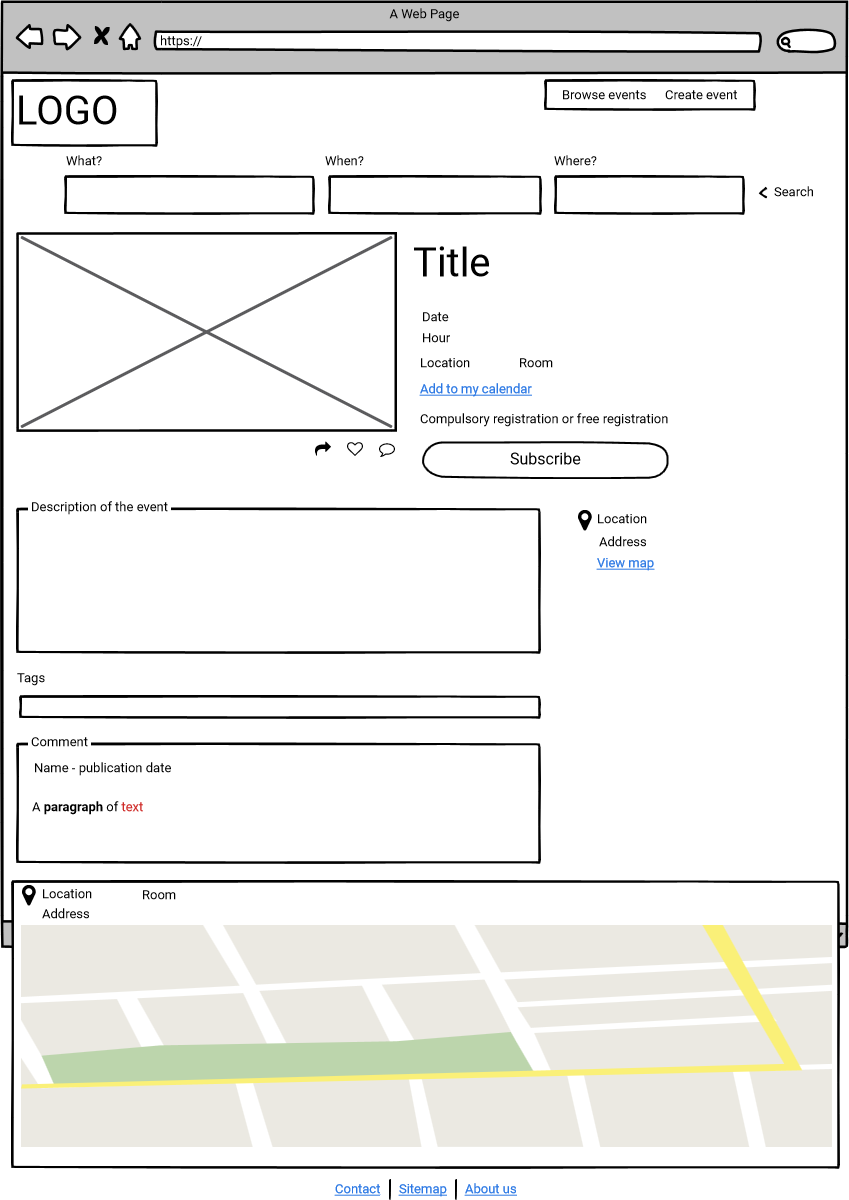 A Web Page
https://
LOGO
Browse events Create event
What? When? Where?
Search
Title
Date
Hour
Location Room
Add to my calendar
Compulsory registration or free registration
Subscribe
Description of the event
Location
Address
View map
Tags
Comment
Name - publication date
A paragraph of text
Location Room
Address
Contact Sitemap About us